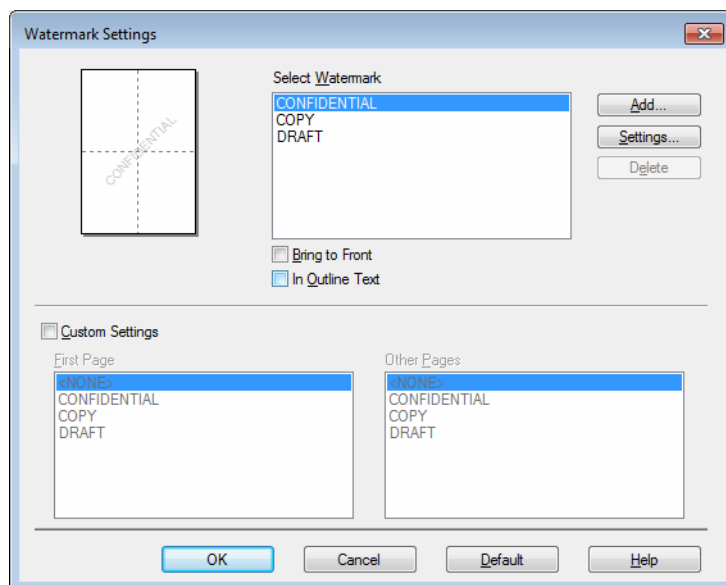 Watermark Settings
CONFIDENTIAL
Select Watermark
CONFIDENTIAL
COPY
DRAFT
Add...
Settings...
Delete
Bring to Front
In Outline Text
Custom Settings
First Page
<NONE>
CONFIDENTIAL
COPY
DRAFT
Other Pages
<NONE>
CONFIDENTIAL
COPY
DRAFT
OK
Cancel
Default
Help